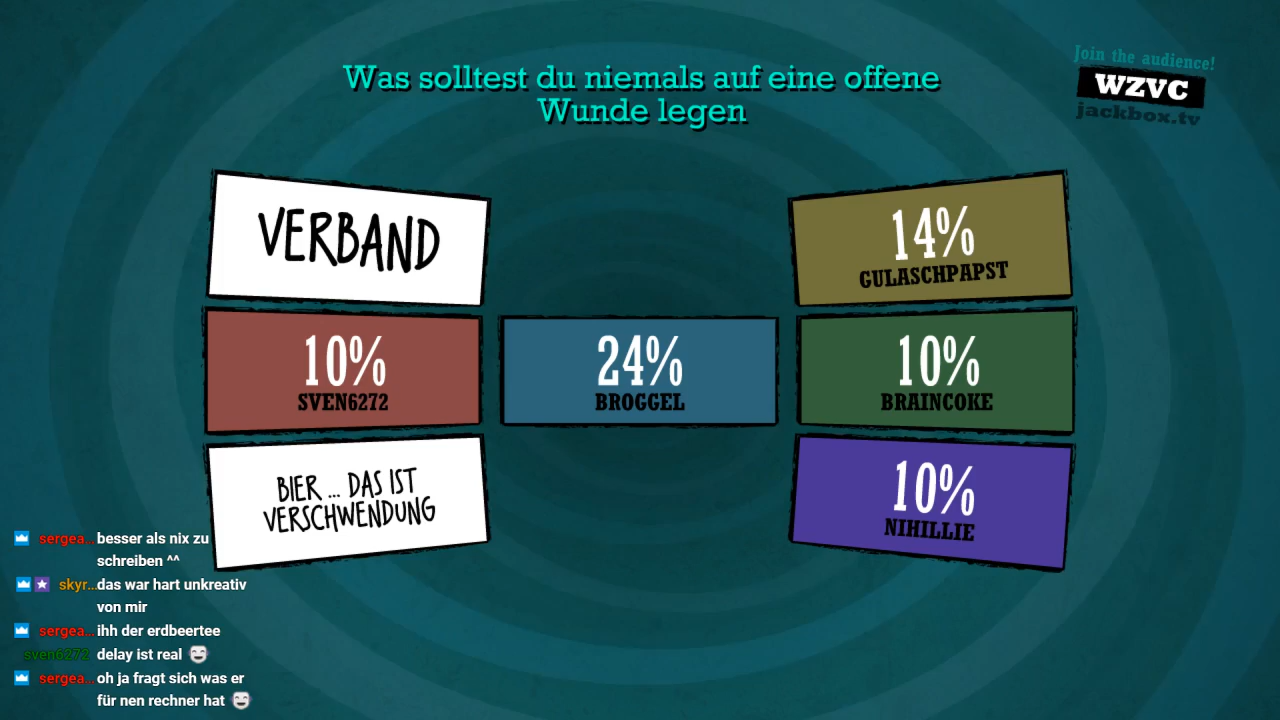 Was solltest du niemals auf eine offene
Wunde legen
Join the audience!
WZVC
jackbox.tv
VERBAND
14%
GULASCHPAPST
10%
SVEN6272
24%
BROGGEL
10%
BRAINCOKE
BIER ... DAS IST
VERSCHWENDUNG
10%
NIHILLIE
sergea... besser als nix zu
schreiben ^^
skyr... das war hart unkreativ
von mir
sergea... ihh der erdbeertee
sven6272 delay ist real
sergea... oh ja fragt sich was er
für nen rechner hat